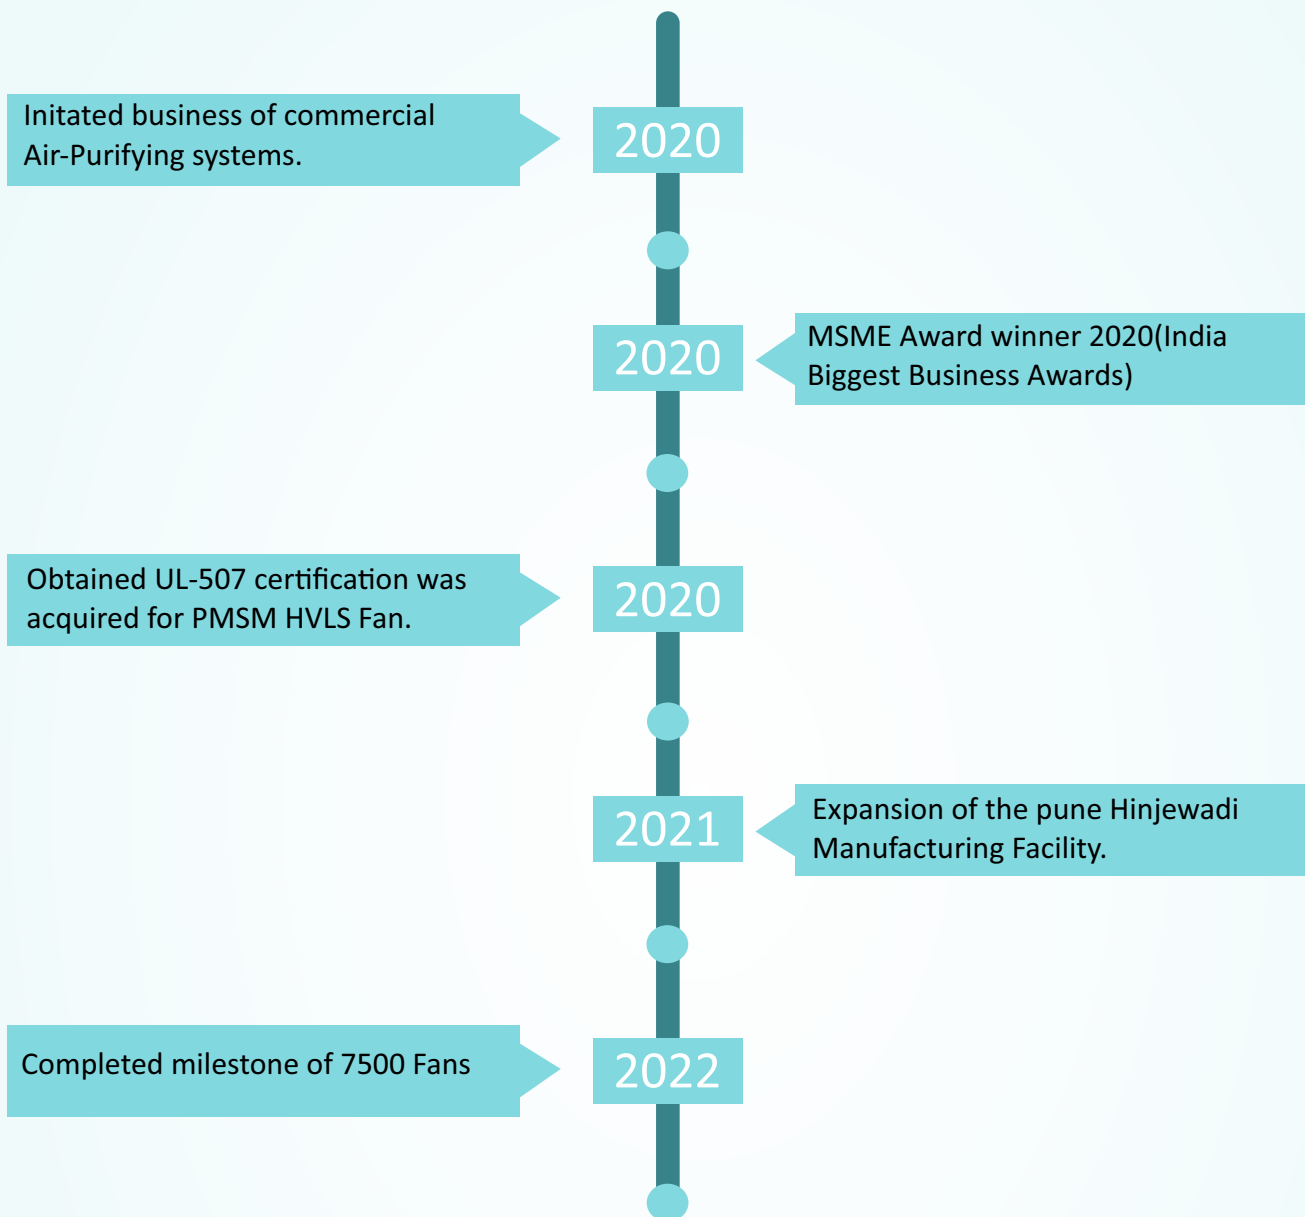 Initated business of commercial
Air-Purifying systems.
2020
2020
MSME Award winner 2020(India
Biggest Business Awards)
Obtained UL-507 certification was
acquired for PMSM HVLS Fan.
2020
2021
Expansion of the pune Hinjewadi
Manufacturing Facility.
Completed milestone of 7500 Fans
2022